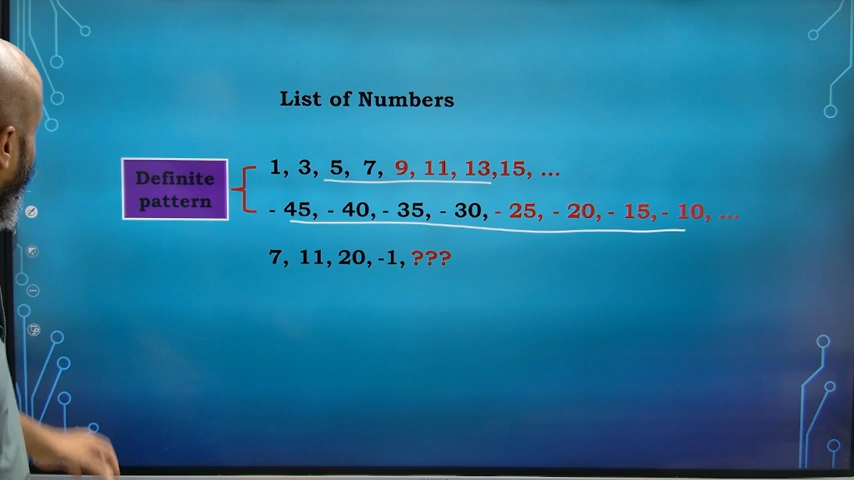 List of Numbers
Definite
pattern
1, 3, 5, 7, 9, 11, 13,15, ...
- 45, - 40, - 35, - 30, - 25, - 20, - 15, - 10, ...
7, 11, 20, -1, ???